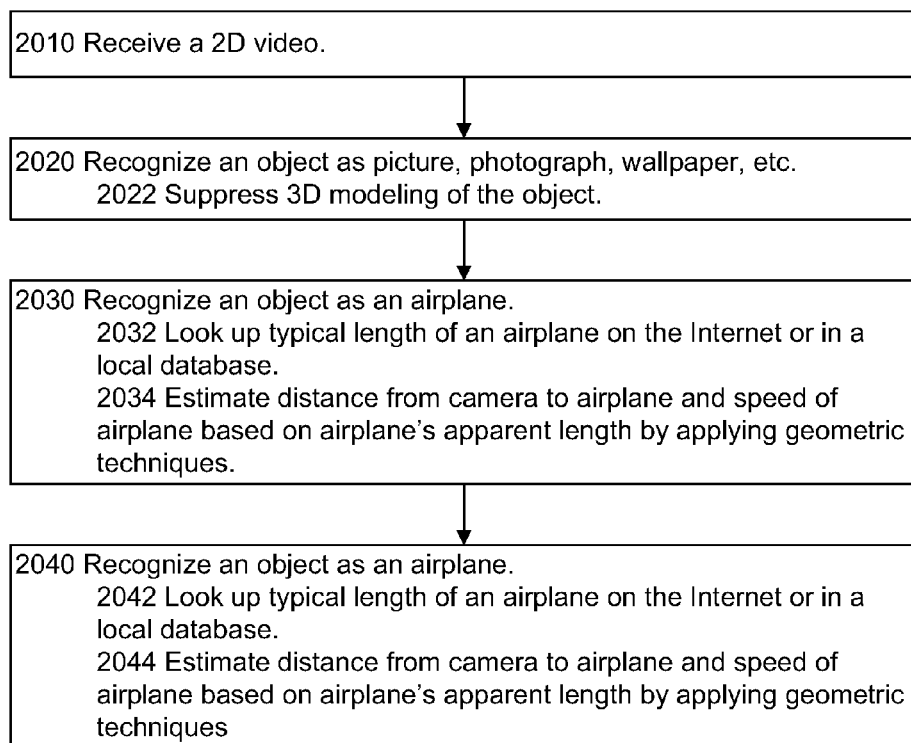 2010 Receive a 2D video.
2020 Recognize an object as picture, photograph, wallpaper, etc.
2022 Suppress 3D modeling of the object.
2030 Recognize an object as an airplane.
2032 Look up typical length of an airplane on the Internet or in a
local database.
2034 Estimate distance from camera to airplane and speed of
airplane based on airplane's apparent length by applying geometric
techniques.
2040 Recognize an object as an airplane.
2042 Look up typical length of an airplane on the Internet or in a
local database.
2044 Estimate distance from camera to airplane and speed of
airplane based on airplane's apparent length by applying geometric
techniques